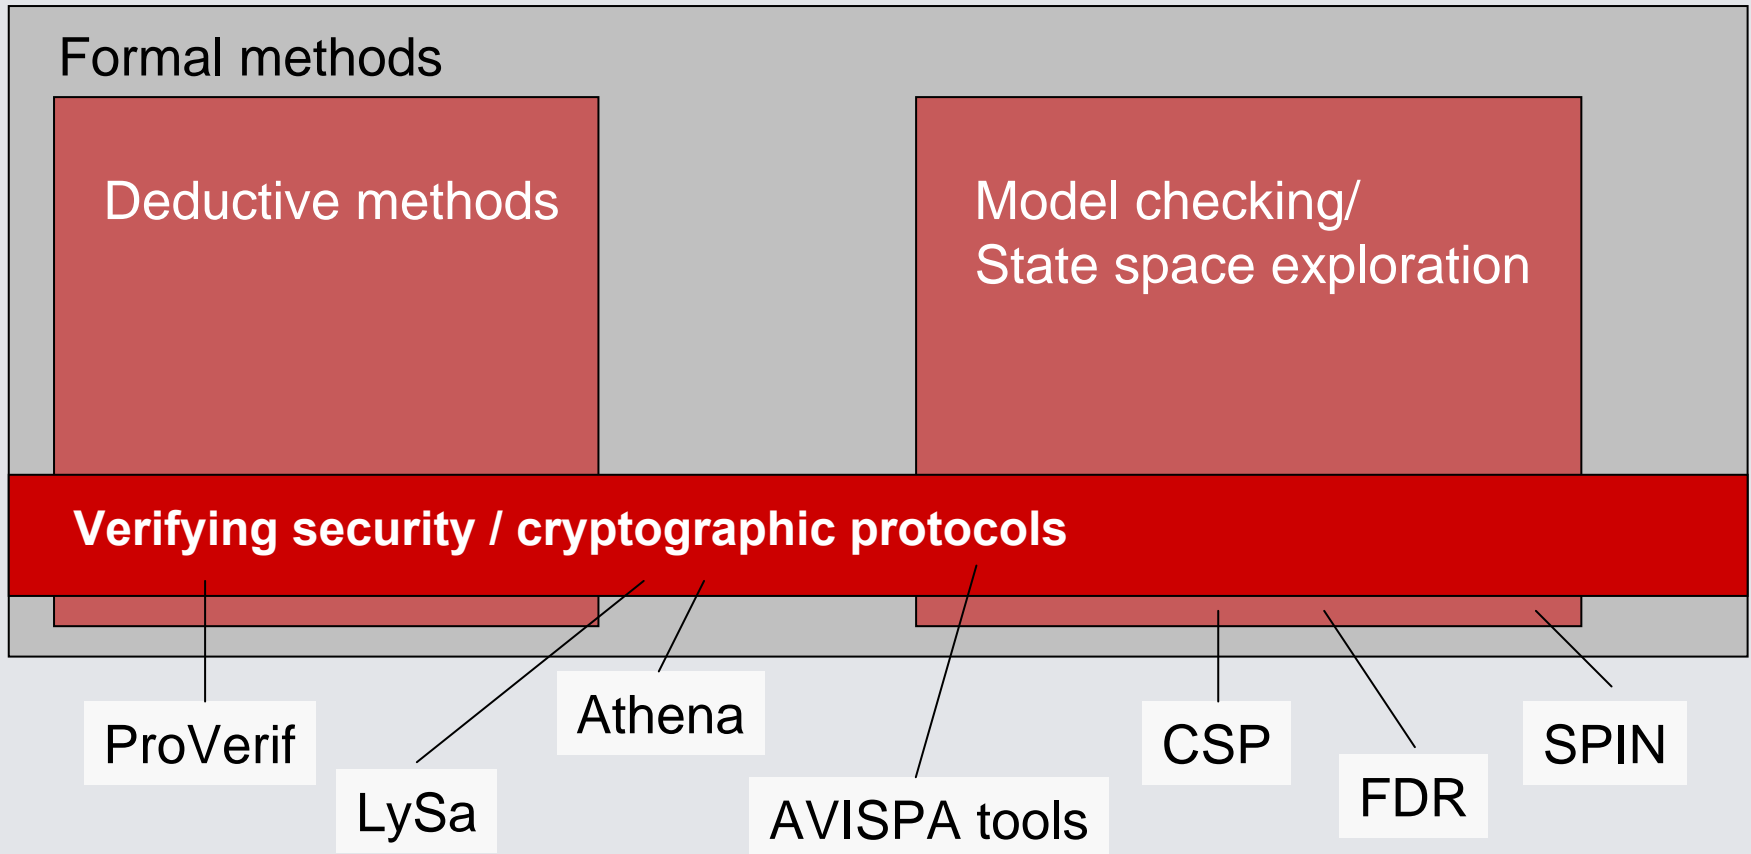 Formal methods
Deductive methods
Model checking/
State space exploration
Verifying security / cryptographic protocols
ProVerif
LySa
Athena
AVISPA tools
CSP
FDR
SPIN